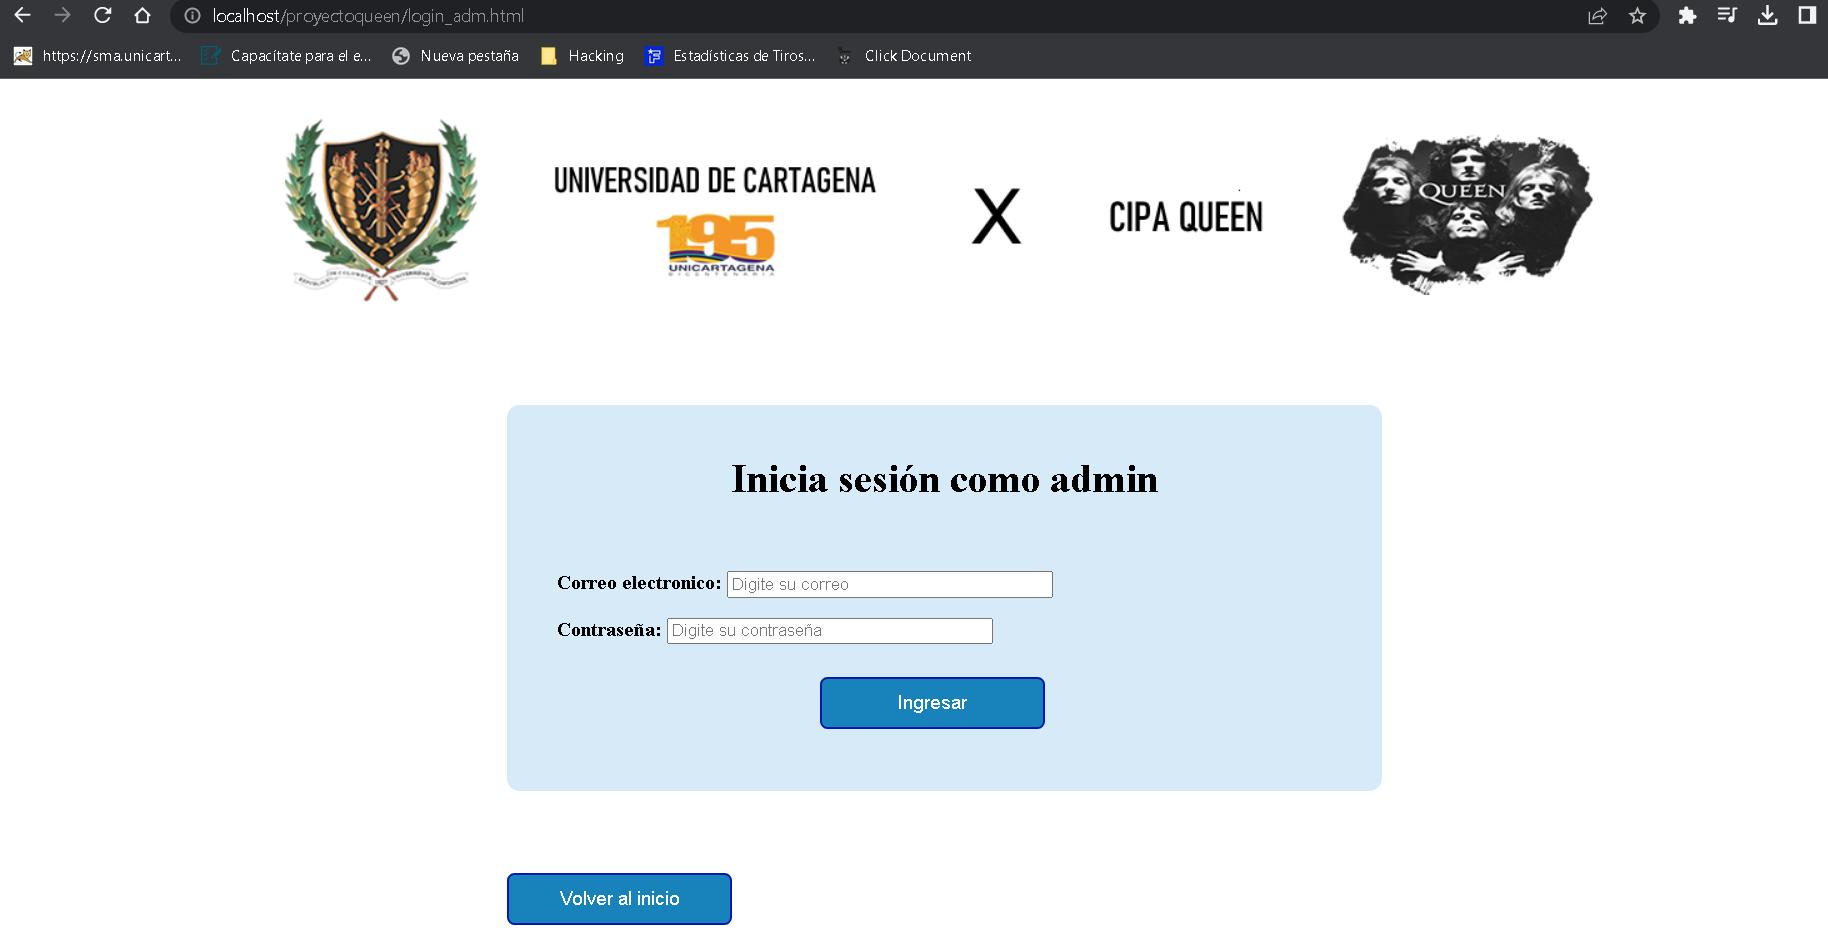 localhost/proyectoqueen/login_adm.html
https://sma.unicart... Capacítate para el e... Nueva pestaña Hacking Estadísticas de Tiros... Click Document
UNIVERSIDAD DE CARTAGENA
195
UNICARTAGENA
BICENTENARIA
X
CIPA QUEEN
QUEEN
Inicia sesión como admin
Correo electronico: Digite su correo
Contraseña: Digite su contraseña
Ingresar
Volver al inicio